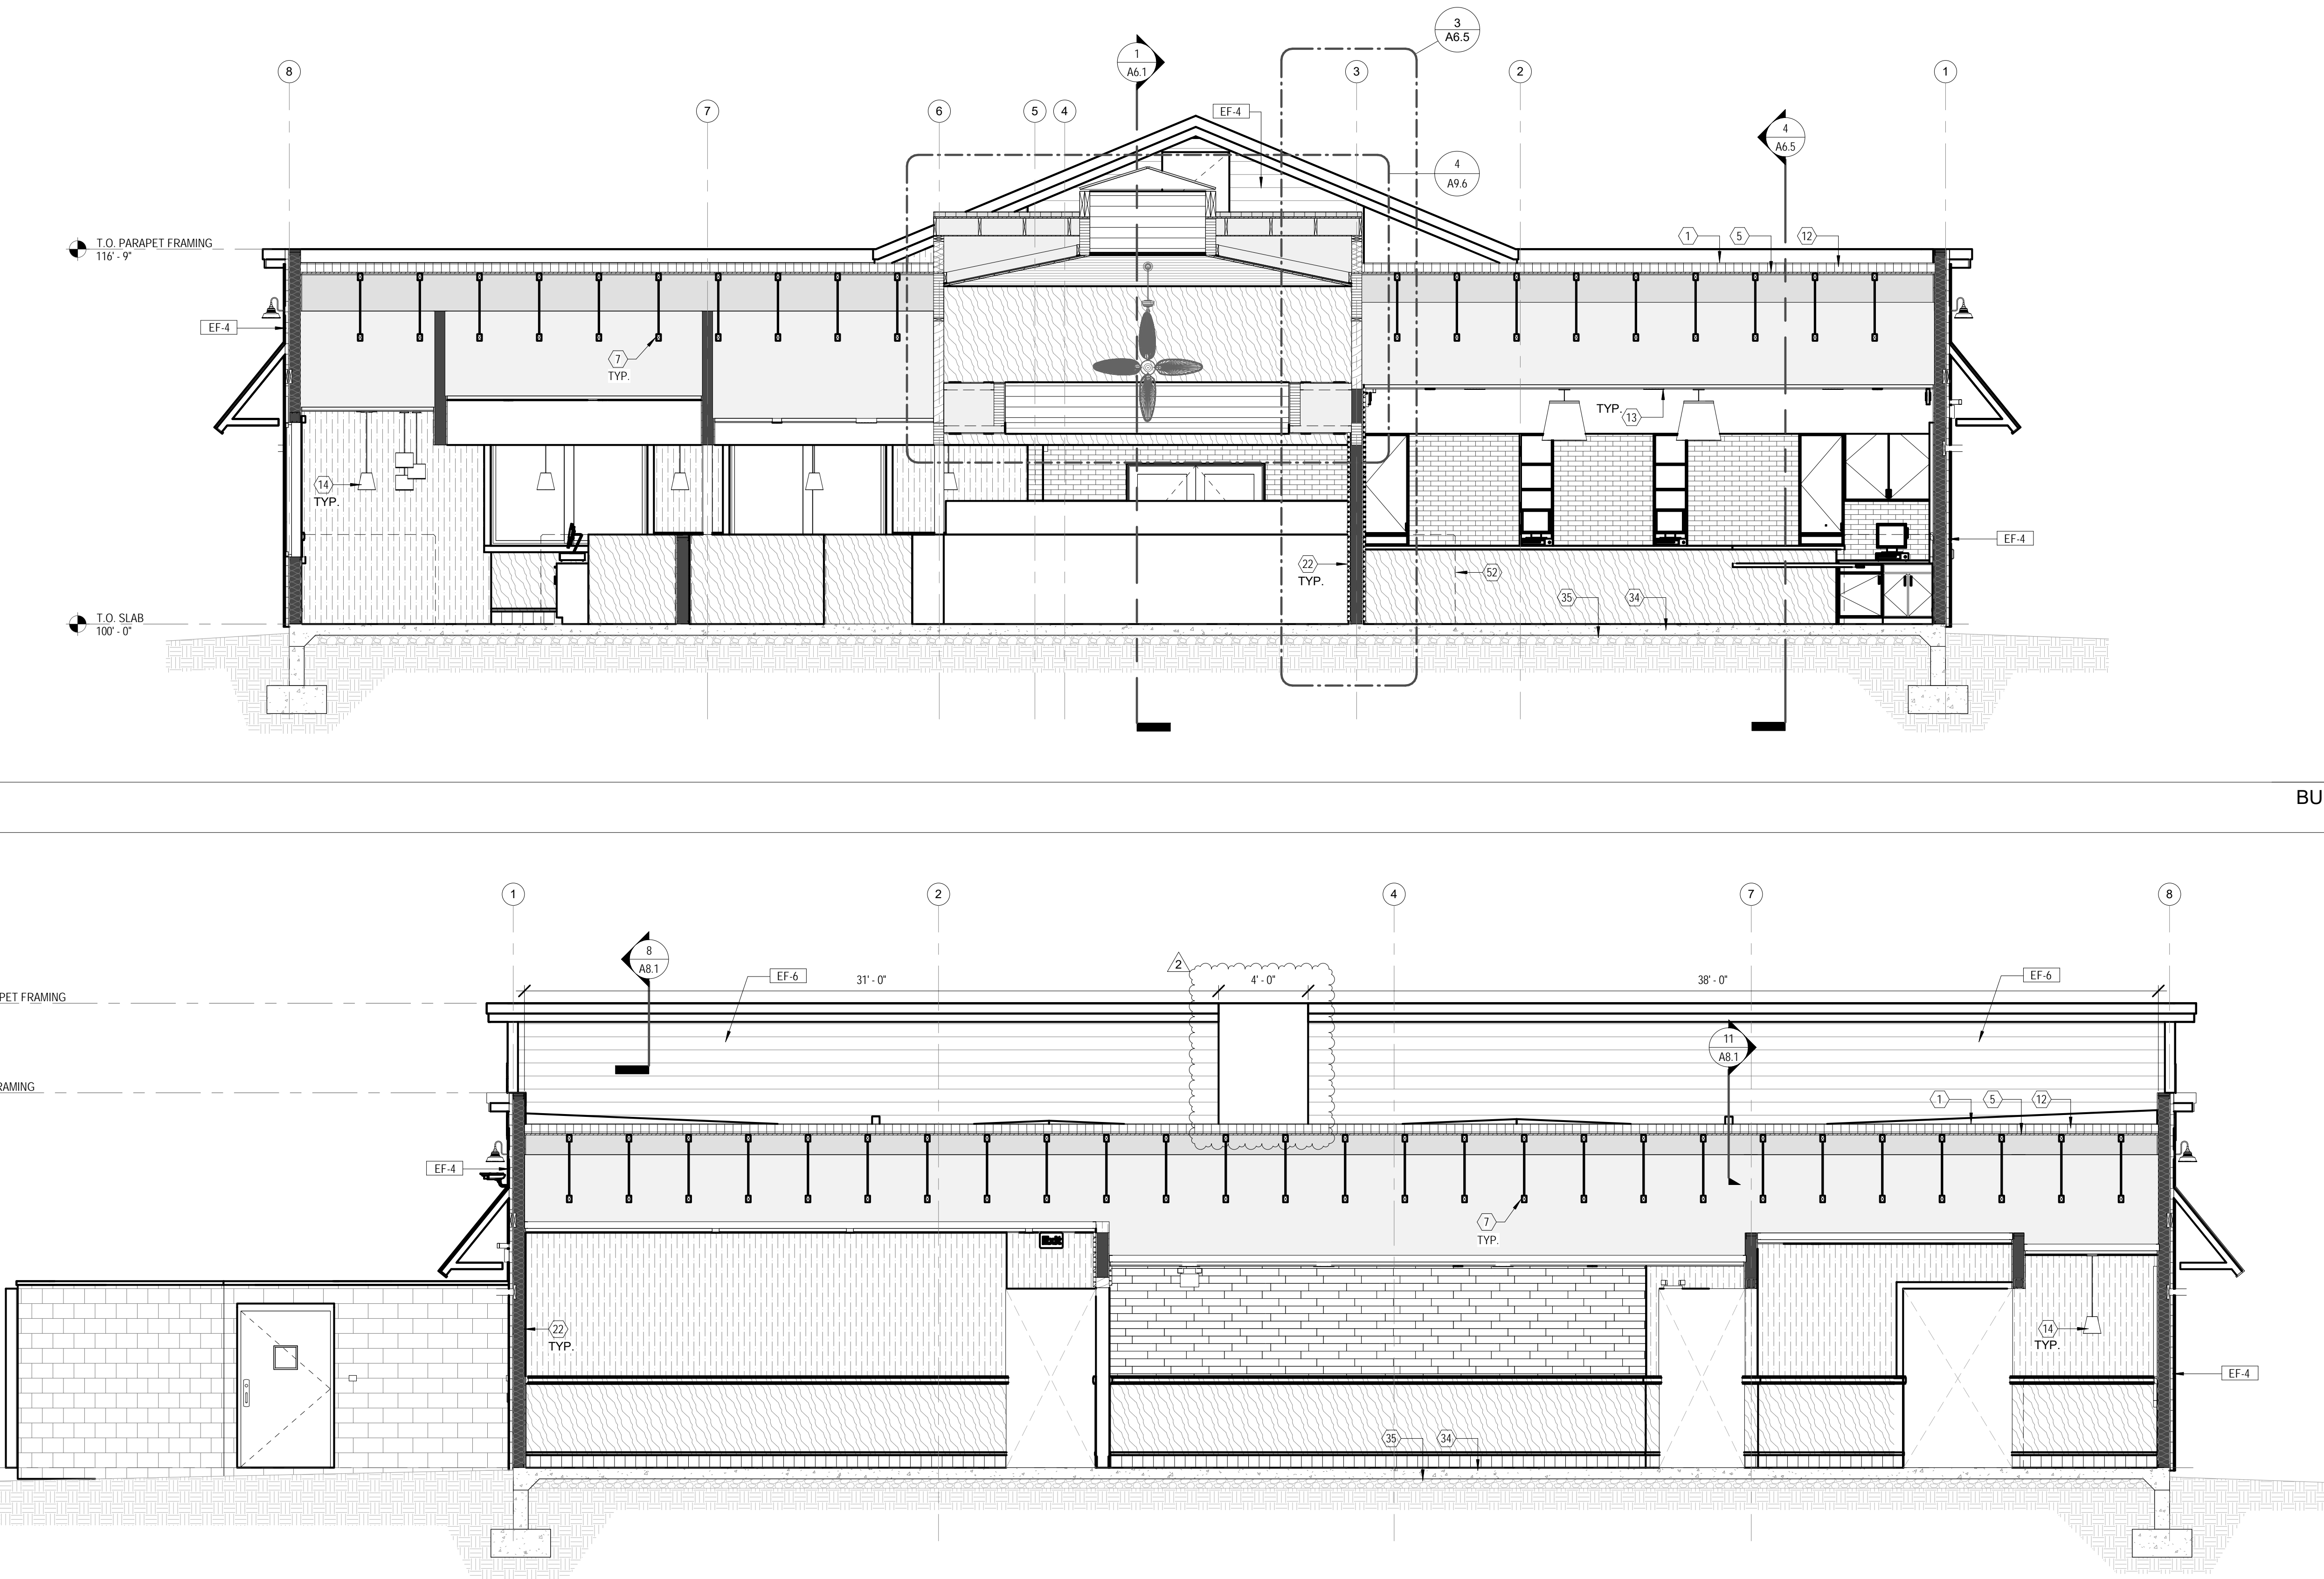 3
A6.5
1
A6.1
8
3
2
1
7
6
5
4
EF-4
4
A6.5
4
A9.6
T.O. PARAPET FRAMING
116' - 9"
1
5
12
EF-4
7
TYP.
TYP.
13
14
TYP.
EF-4
22
TYP.
52
35
34
T.O. SLAB
100' - 0"
BU
1
2
4
7
8
8
A8.1
EF-6
31' - 0"
2
4' - 0"
38' - 0"
EF-6
PET FRAMING
11
A8.1
RAMING
1
5
12
EF-4
7
TYP.
Exit
22
TYP.
14
TYP.
EF-4
35
34